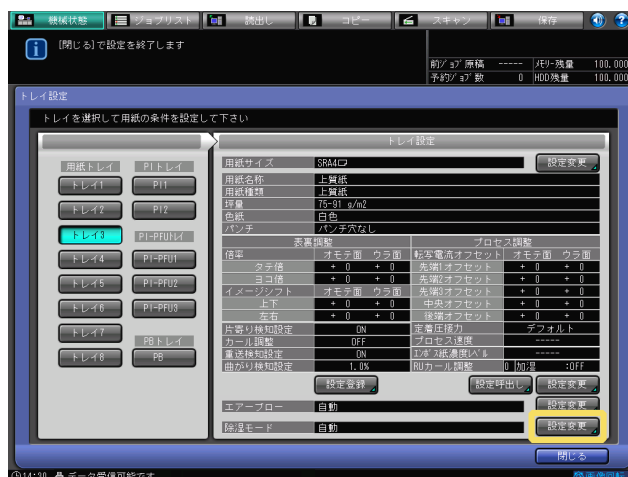 機械状態 ジョブリスト 読出し コピー スキャン 保存
[閉じる]で設定を終了します
前ｼﾞｮﾌﾞ原稿 ----- ﾒﾓﾘｰ残量 100.000
予約ｼﾞｮﾌﾞ数 0 HDD残量 100.000
トレイ設定
トレイを選択して用紙の条件を設定して下さい
用紙トレイ PIトレイ
トレイ1 PI1
トレイ2 PI2
トレイ3 PI-PFUﾄﾚｲ
トレイ4 PI-PFU1
トレイ5 PI-PFU2
トレイ6 PI-PFU3
トレイ7 PBトレイ
トレイ8 PB
トレイ設定
用紙サイズ SRA4 設定変更
用紙名称 上質紙
用紙種類 上質紙
坪量 75-91 g/m2
色紙 白色
パンチ パンチ穴なし
表裏調整 プロセス調整
倍率 オモテ面 ウラ面 転写電流オフセット オモテ面 ウラ面
タテ倍 + 0 + 0 先端1オフセット + 0 + 0
ヨコ倍 + 0 + 0 先端2オフセット + 0 + 0
イメージシフト オモテ面 ウラ面 先端3オフセット + 0 + 0
上下 + 0 + 0 中央オフセット + 0 + 0
左右 + 0 + 0 後端オフセット + 0 + 0
片寄り検知設定 ON 定着圧接力 デフォルト
カール調整 OFF プロセス速度 -----
重送検知設定 ON ｴﾝﾎﾞｽ紙濃度ﾚﾍﾞﾙ -----
曲がり検知設定 1.0% RUカール調整 0 加湿 :OFF
設定登録 設定呼出し 設定変更
エアーブロー 自動 設定変更
除湿モード 自動 設定変更
閉じる
14:30 データ受信可能です 画像回転